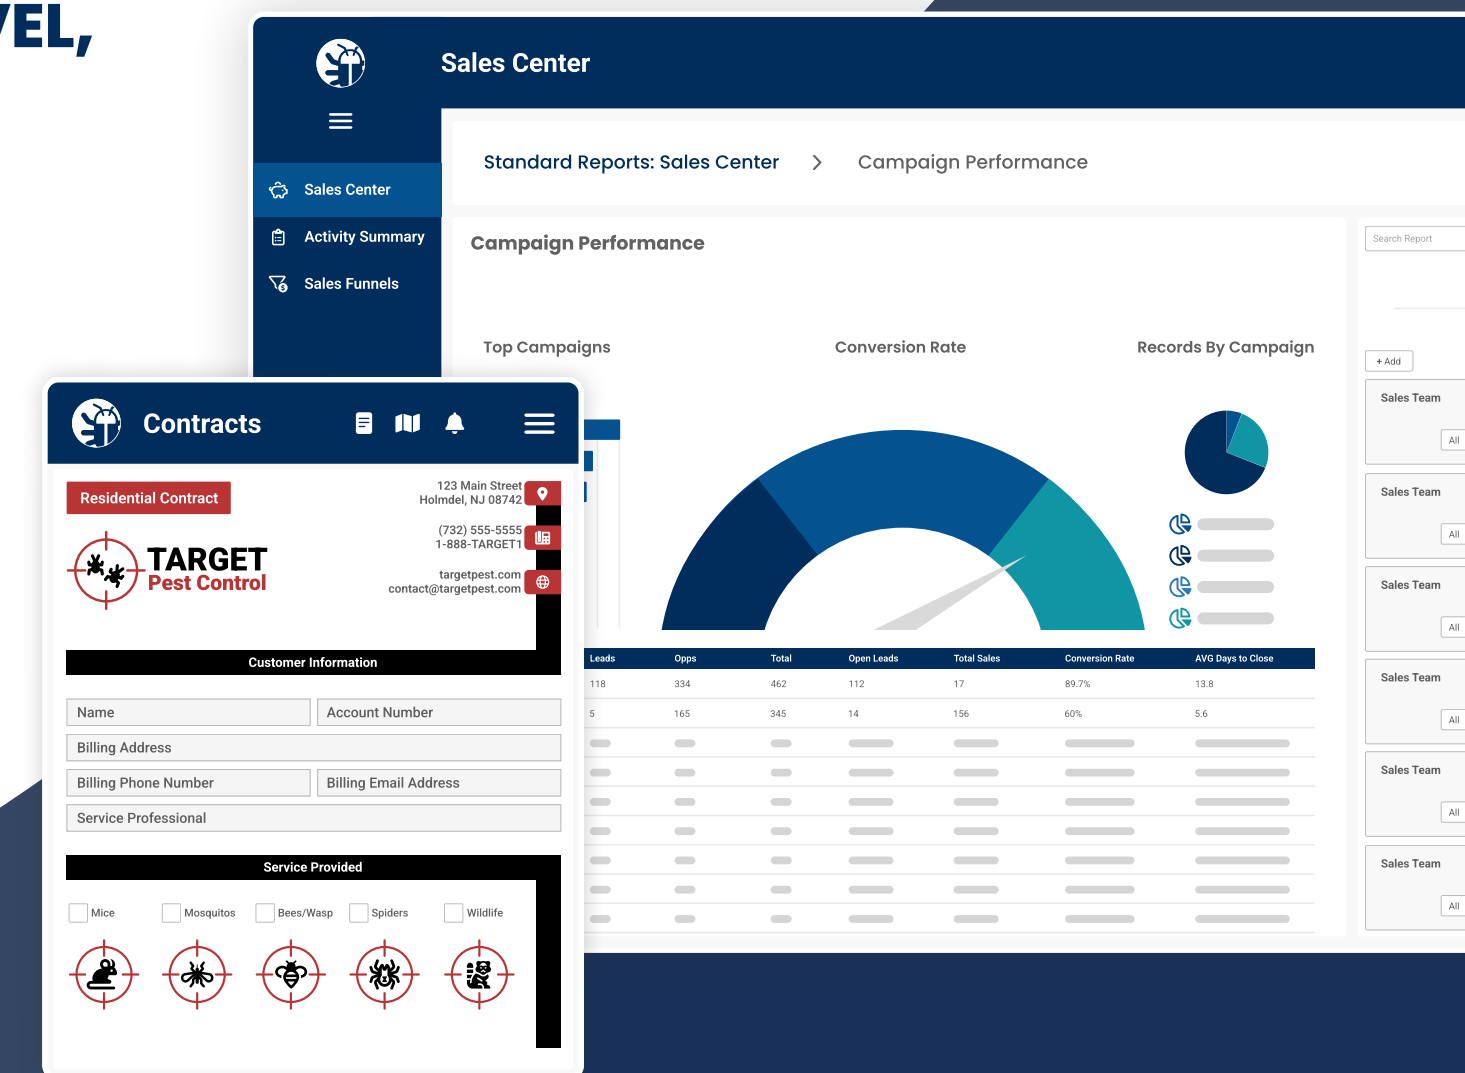 VEL,
Sales Center
Standard Reports: Sales Center > Campaign Performance
Sales Center
Activity Summary
Sales Funnels
Campaign Performance
Search Report
Top Campaigns
Conversion Rate
Records By Campaign
+ Add
Sales Team
All
Sales Team
All
Sales Team
All
Sales Team
All
Sales Team
All
Sales Team
All
Leads Opps Total Open Leads Total Sales Conversion Rate AVG Days to Close
118 334 462 112 17 89.7% 13.8
5 165 345 14 156 60% 5.6
Contracts
Residential Contract
123 Main Street
Holmdel, NJ 08742
(732) 555-5555
1-888-TARGET1
targetpest.com
contact@targetpest.com
TARGET
Pest Control
Customer Information
Name
Account Number
Billing Address
Billing Phone Number
Billing Email Address
Service Professional
Service Provided
Mice
Mosquitos
Bees/Wasp
Spiders
Wildlife